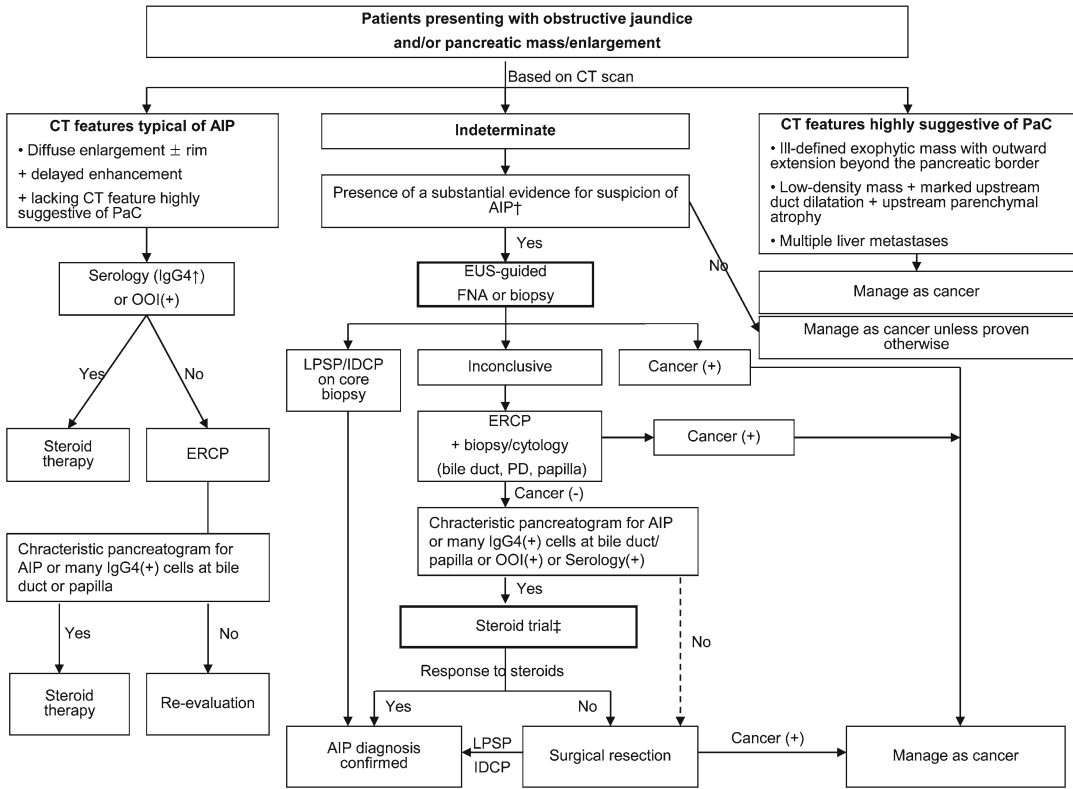 Patients presenting with obstructive jaundice
and/or pancreatic mass/enlargement
Based on CT scan
CT features typical of AIP
• Diffuse enlargement ± rim
+ delayed enhancement
+ lacking CT feature highly
suggestive of PaC
Indeterminate
CT features highly suggestive of PaC
• Ill-defined exophytic mass with outward
extension beyond the pancreatic border
• Low-density mass + marked upstream
duct dilatation + upstream parenchymal
atrophy
• Multiple liver metastases
Presence of a substantial evidence for suspicion of
AIP†
Yes
No
Serology (IgG4↑)
or OOI(+)
EUS-guided
FNA or biopsy
Manage as cancer
Manage as cancer unless proven
otherwise
Yes
No
LPSP/IDCP
on core
biopsy
Inconclusive
Cancer (+)
Steroid
therapy
ERCP
ERCP
+ biopsy/cytology
(bile duct, PD, papilla)
Cancer (+)
Cancer (-)
Chracteristic pancreatogram for
AIP or many IgG4(+) cells at bile
duct or papilla
Chracteristic pancreatogram for AIP
or many IgG4(+) cells at bile duct/
papilla or OOI(+) or Serology(+)
Yes
No
Yes
No
Steroid trial‡
Response to steroids
Steroid
therapy
Re-evaluation
Yes
No
AIP diagnosis
confirmed
LPSP
IDCP
Surgical resection
Cancer (+)
Manage as cancer